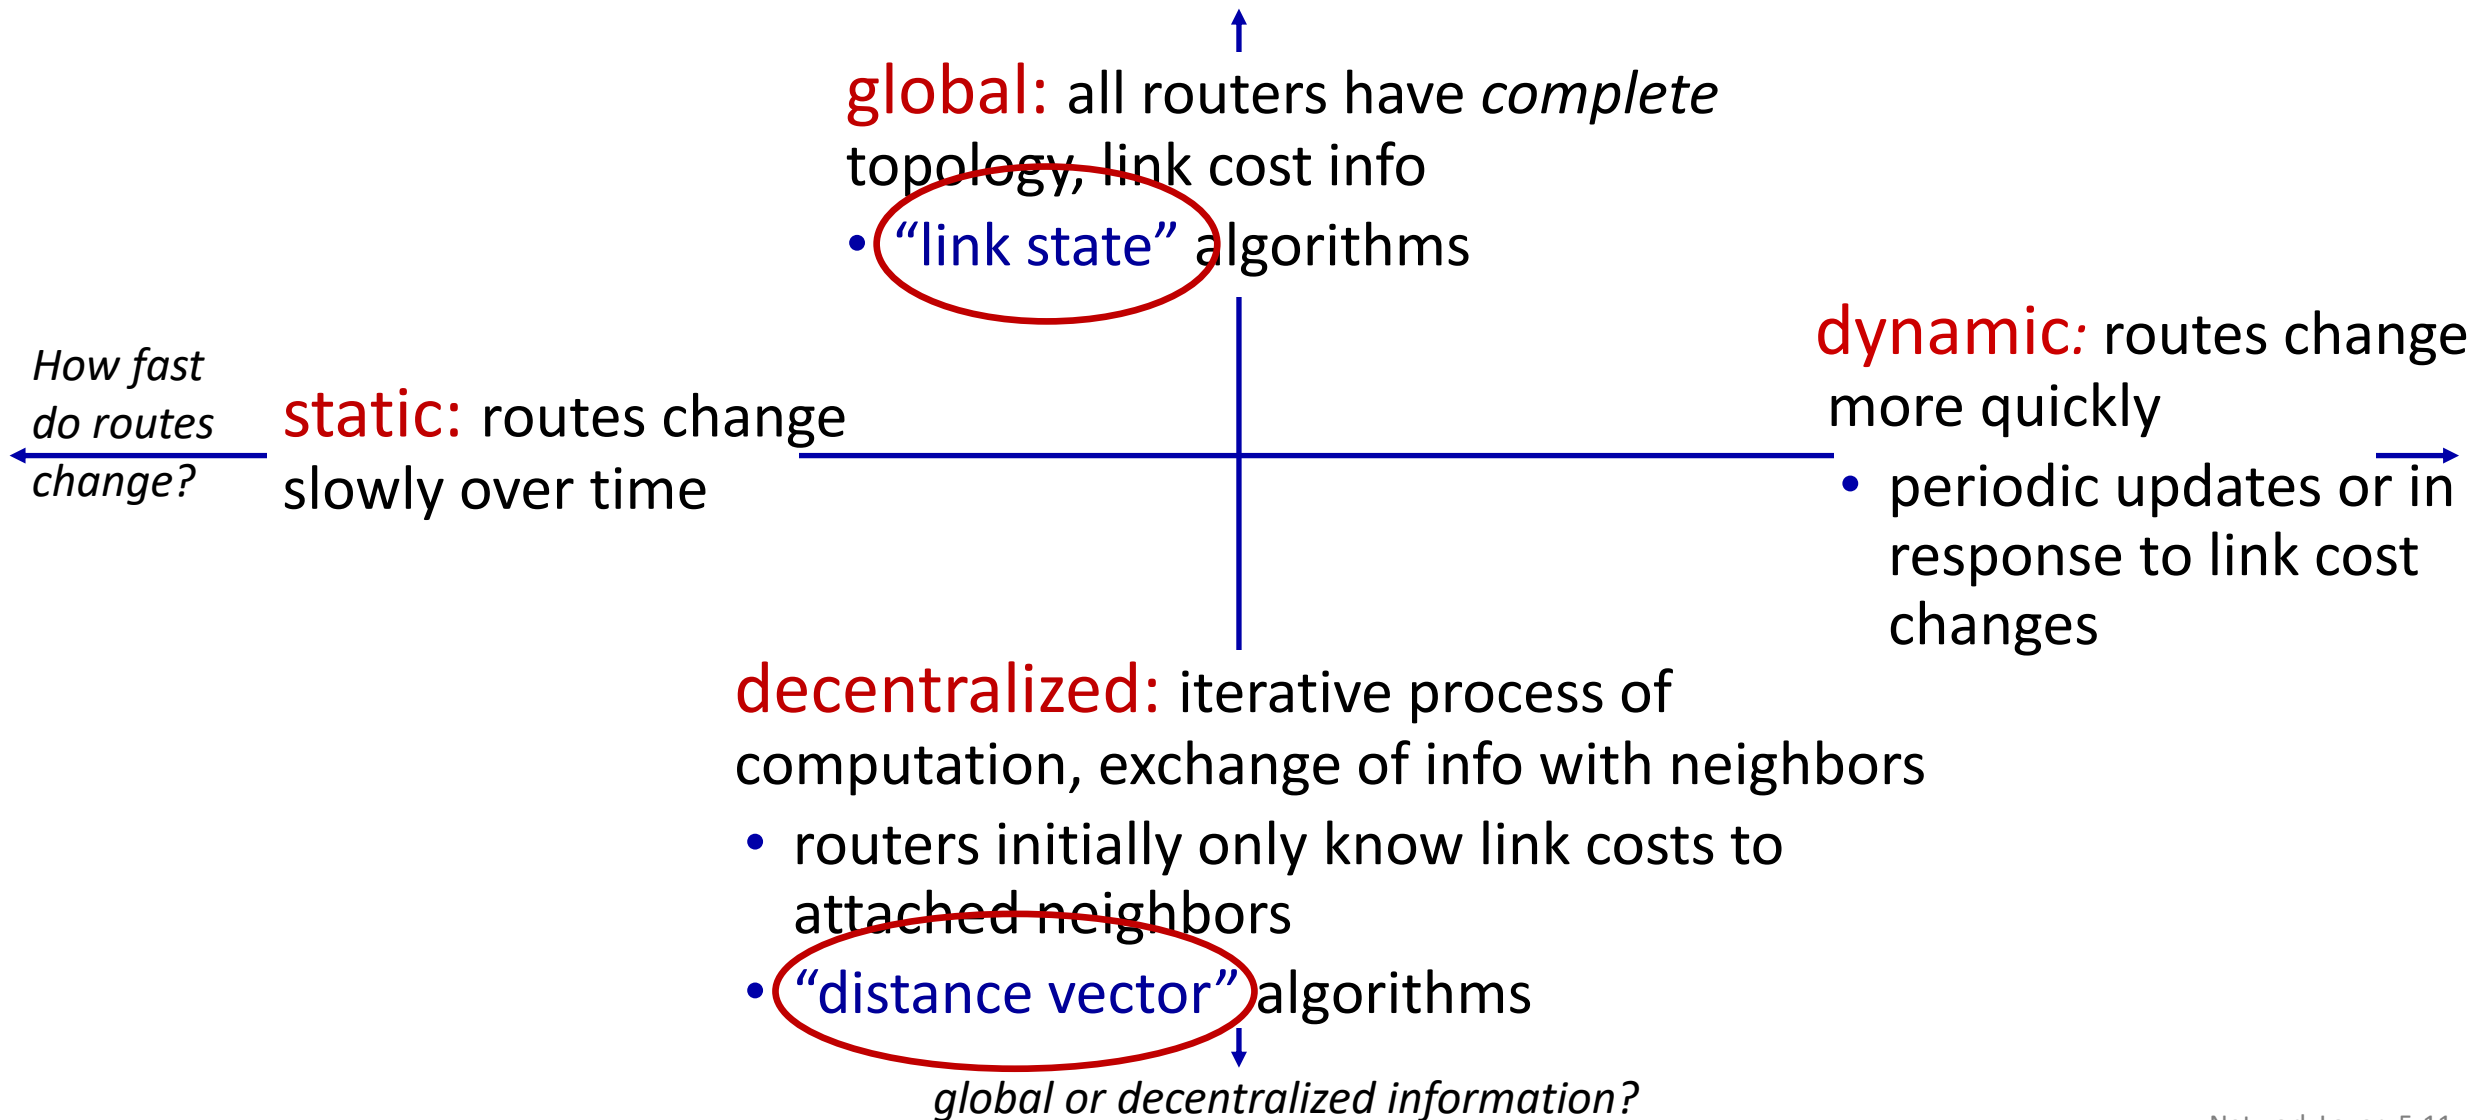 global: all routers have complete
topology, link cost info
• “link state” algorithms
How fast
do routes
change?
static: routes change
slowly over time
dynamic: routes change
more quickly
• periodic updates or in
response to link cost
changes
decentralized: iterative process of
computation, exchange of info with neighbors
• routers initially only know link costs to
attached neighbors
• “distance vector” algorithms
global or decentralized information?